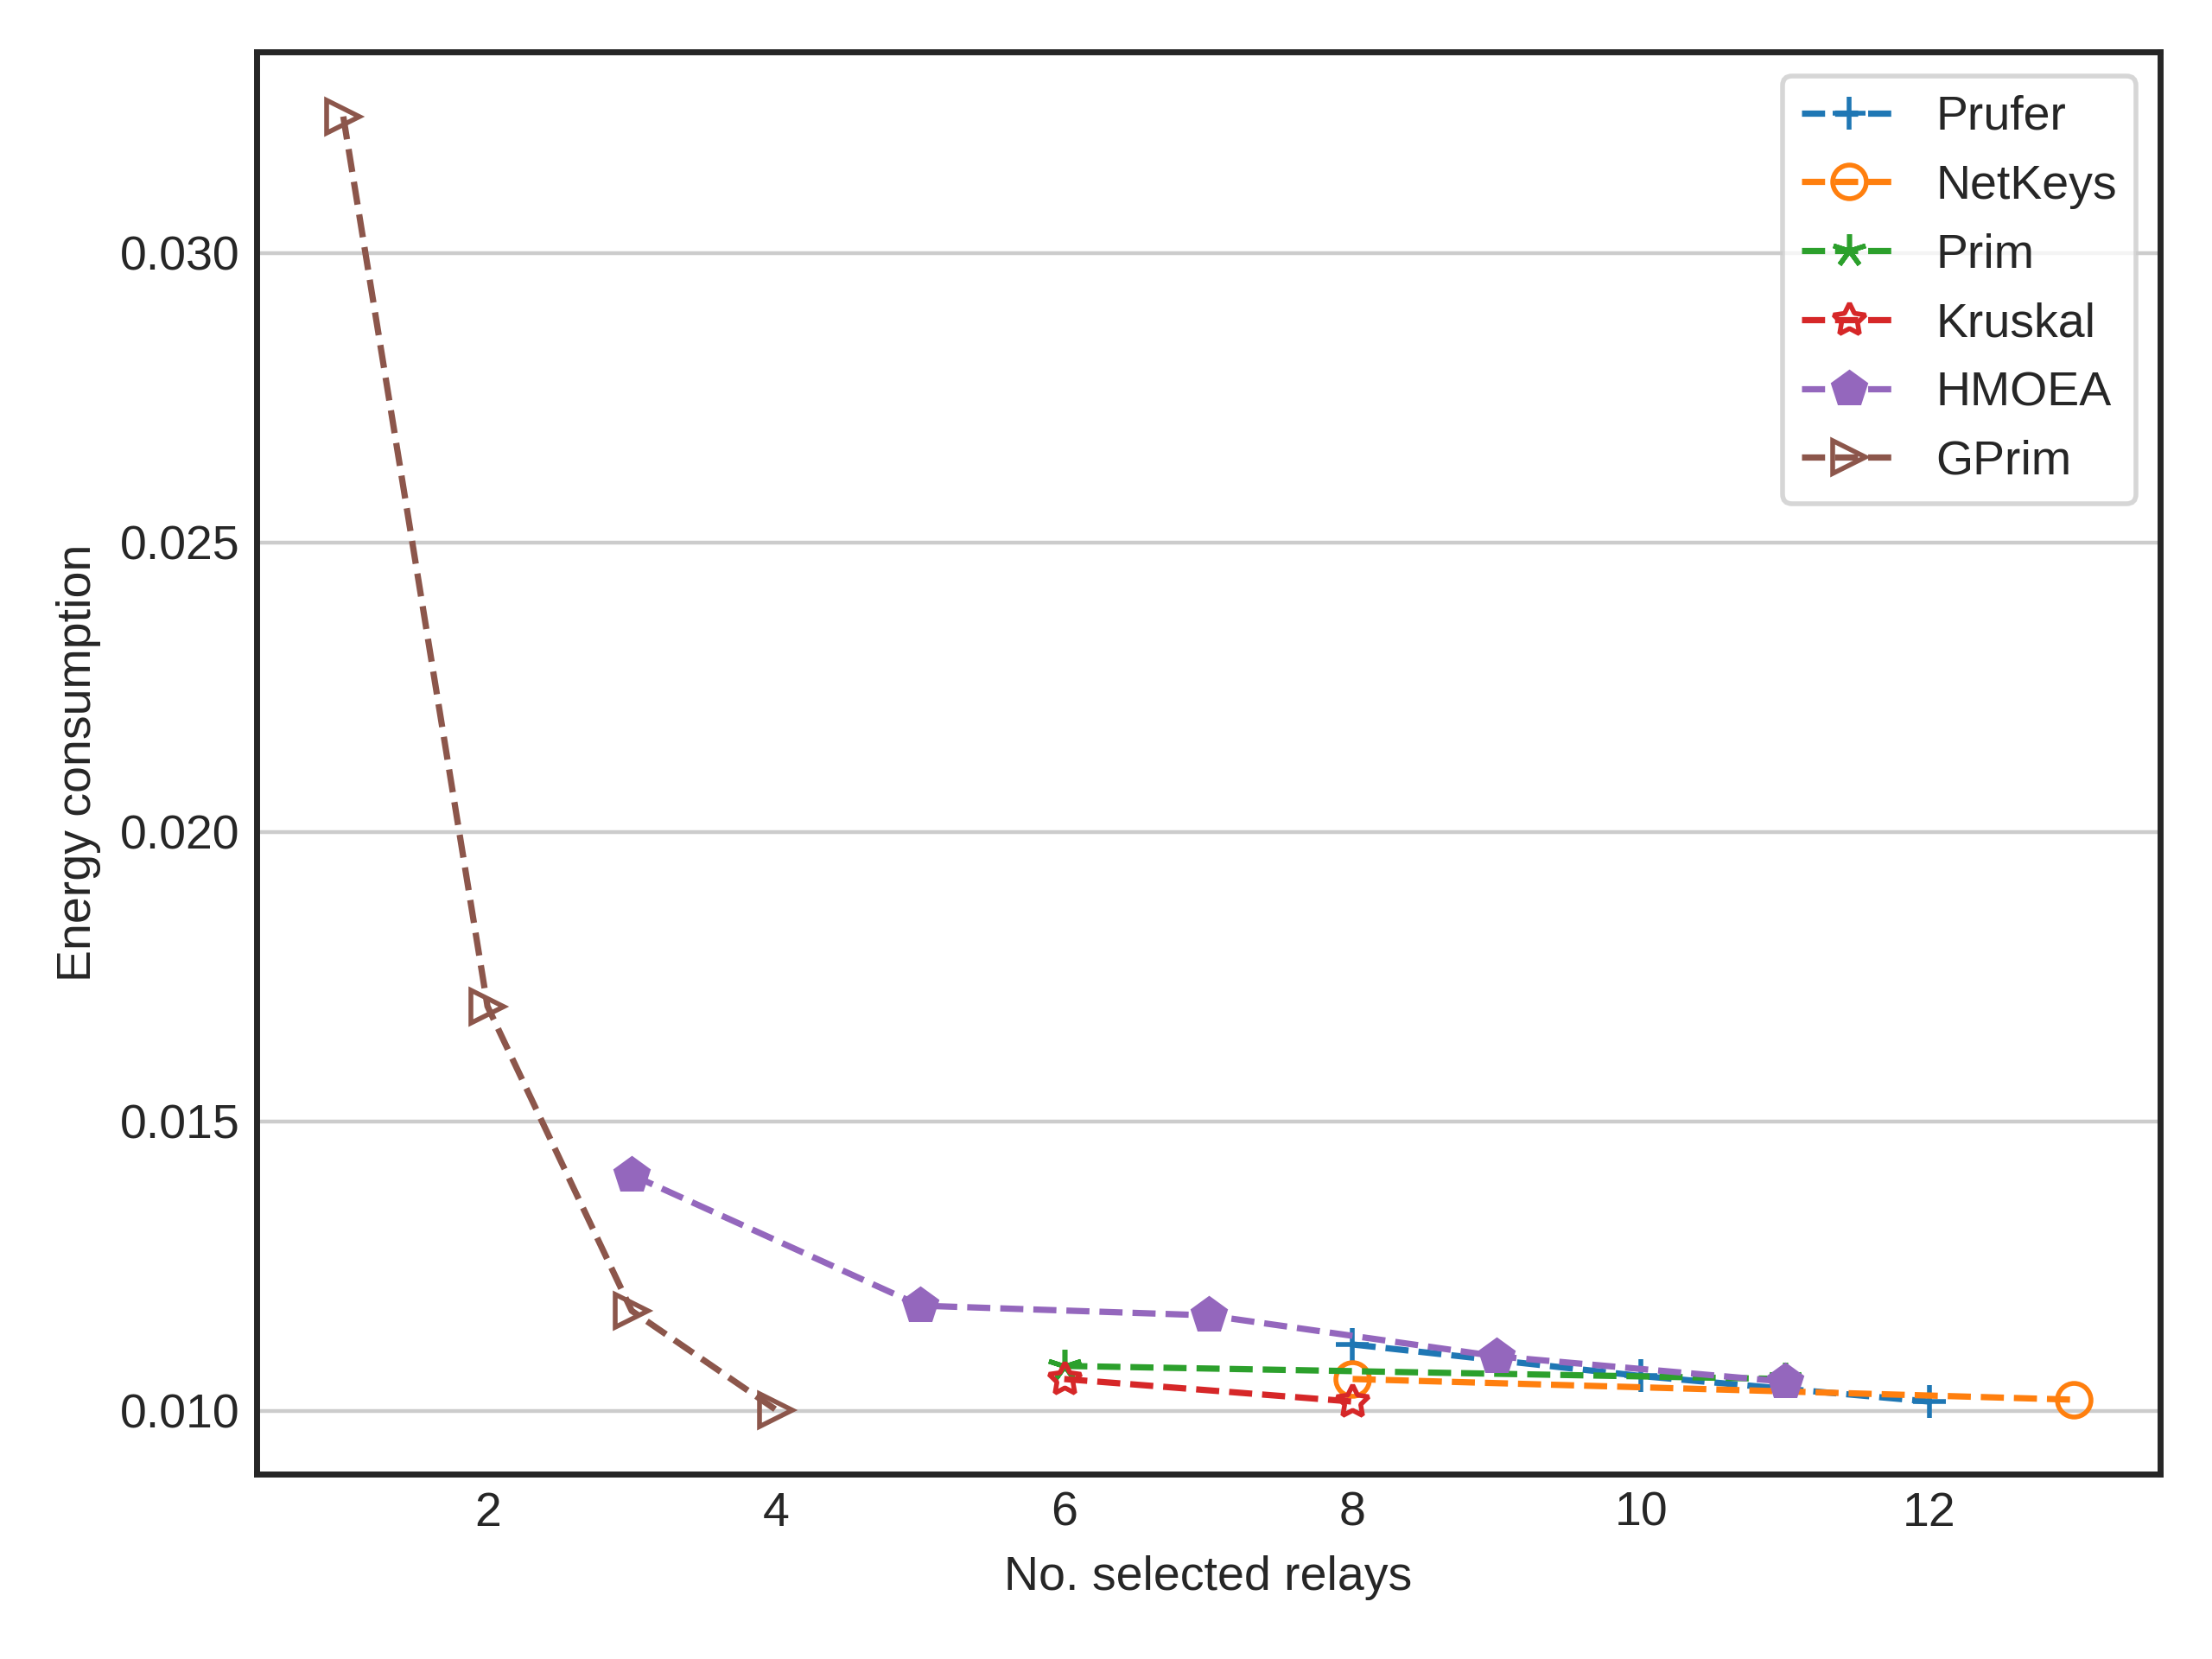 Prufer
NetKeys
Prim
Kruskal
HMOEA
GPrim
0.030
0.025
0.020
0.015
0.010
Energy consumption
2 4 6 8 10 12
No. selected relays